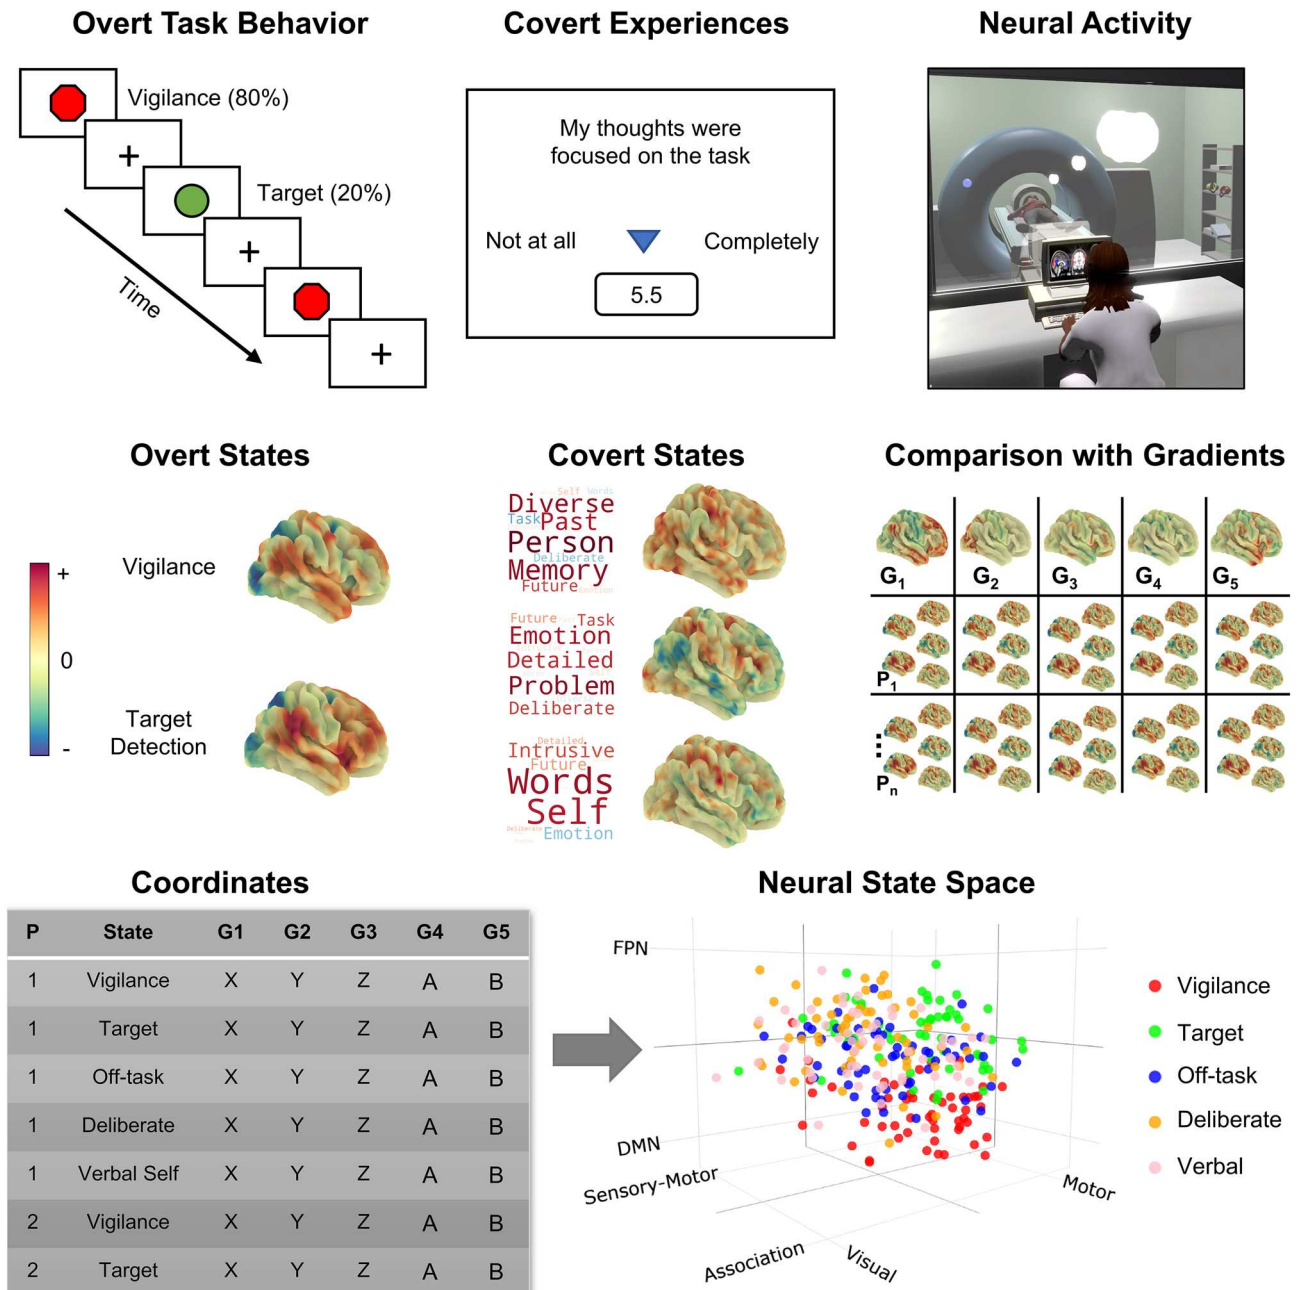 Overt Task Behavior
Covert Experiences
Neural Activity
Vigilance (80%)
Target (20%)
Time
My thoughts were
focused on the task
Not at all
Completely
5.5
Overt States
Covert States
Comparison with Gradients
+
0
-
Vigilance
Target
Detection
Self Words
Diverse
Task Past
Person
Deliberate
Memory
Future
Future Task
Emotion
Detailed
Problem
Deliberate
Detailed
Intrusive
Future
Words
Self
Deliberate Emotion
G1 G2 G3 G4 G5
P1
Pn
Coordinates
P State G1 G2 G3 G4 G5
1 Vigilance X Y Z A B
1 Target X Y Z A B
1 Off-task X Y Z A B
1 Deliberate X Y Z A B
1 Verbal Self X Y Z A B
2 Vigilance X Y Z A B
2 Target X Y Z A B
Neural State Space
FPN
DMN
Sensory-Motor
Association
Visual
Motor
Vigilance
Target
Off-task
Deliberate
Verbal